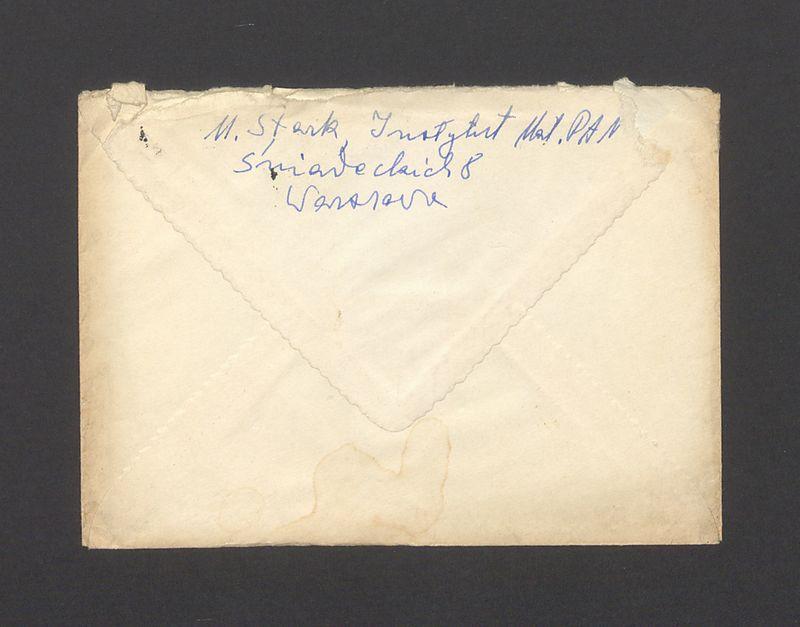 M. Stark, Instytut Mat. PAN
Śniadeckich 8
Warszawa